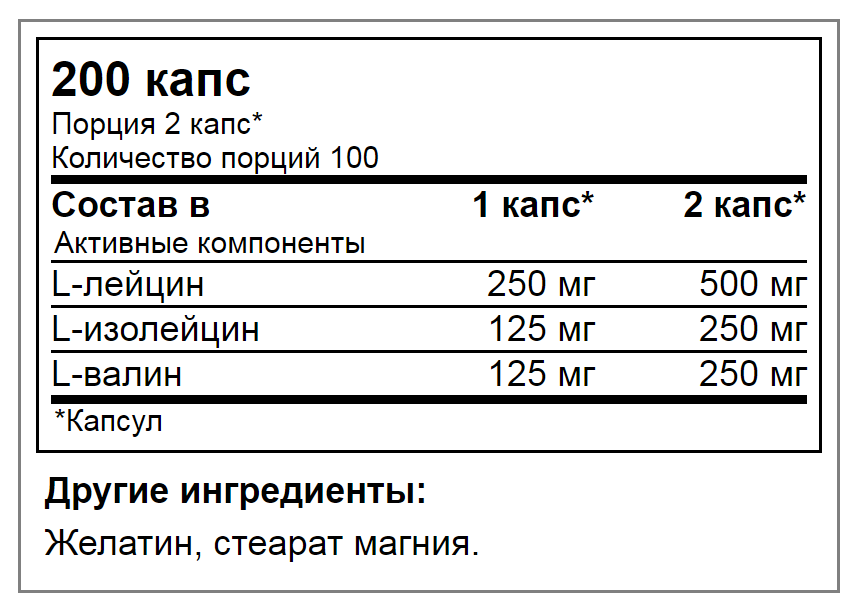 200 капс
Порция 2 капс*
Количество порций 100
Состав в 1 капс* 2 капс*
Активные компоненты
L-лейцин 250 мг 500 мг
L-изолейцин 125 мг 250 мг
L-валин 125 мг 250 мг
*Капсул
Другие ингредиенты:
Желатин, стеарат магния.